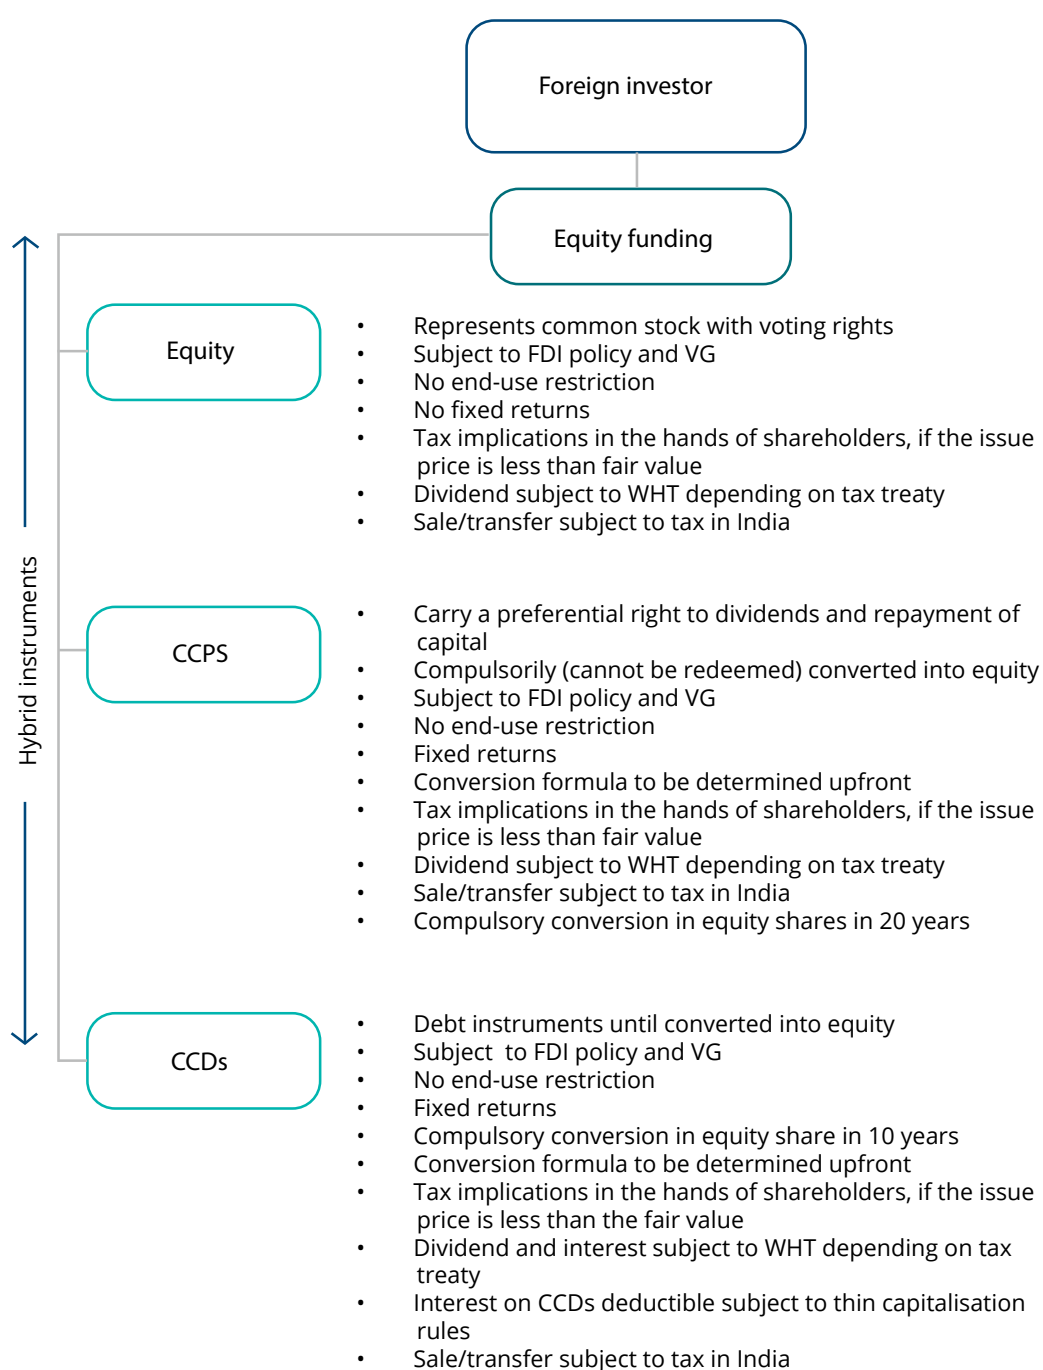 Foreign investor
Equity funding
Hybrid instruments
Equity
• Represents common stock with voting rights
• Subject to FDI policy and VG
• No end-use restriction
• No fixed returns
• Tax implications in the hands of shareholders, if the issue
price is less than fair value
• Dividend subject to WHT depending on tax treaty
• Sale/transfer subject to tax in India
CCPS
• Carry a preferential right to dividends and repayment of
capital
• Compulsorily (cannot be redeemed) converted into equity
• Subject to FDI policy and VG
• No end-use restriction
• Fixed returns
• Conversion formula to be determined upfront
• Tax implications in the hands of shareholders, if the issue
price is less than fair value
• Dividend subject to WHT depending on tax treaty
• Sale/transfer subject to tax in India
• Compulsory conversion in equity shares in 20 years
CCDs
• Debt instruments until converted into equity
• Subject to FDI policy and VG
• No end-use restriction
• Fixed returns
• Compulsory conversion in equity share in 10 years
• Conversion formula to be determined upfront
• Tax implications in the hands of shareholders, if the issue
price is less than the fair value
• Dividend and interest subject to WHT depending on tax
treaty
• Interest on CCDs deductible subject to thin capitalisation
rules
• Sale/transfer subject to tax in India